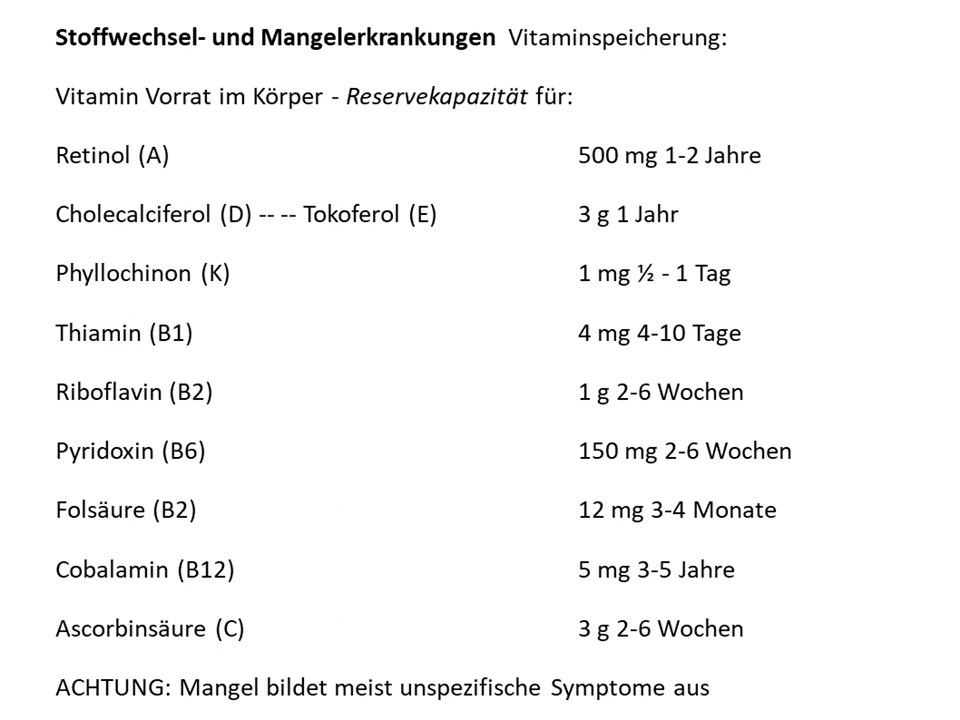 Stoffwechsel- und Mangelerkrankungen Vitaminspeicherung:
Vitamin Vorrat im Körper - Reservekapazität für:
Retinol (A) 500 mg 1-2 Jahre
Cholecalciferol (D) -- -- Tokoferol (E) 3 g 1 Jahr
Phyllochinon (K) 1 mg ½ - 1 Tag
Thiamin (B1) 4 mg 4-10 Tage
Riboflavin (B2) 1 g 2-6 Wochen
Pyridoxin (B6) 150 mg 2-6 Wochen
Folsäure (B2) 12 mg 3-4 Monate
Cobalamin (B12) 5 mg 3-5 Jahre
Ascorbinsäure (C) 3 g 2-6 Wochen
ACHTUNG: Mangel bildet meist unspezifische Symptome aus